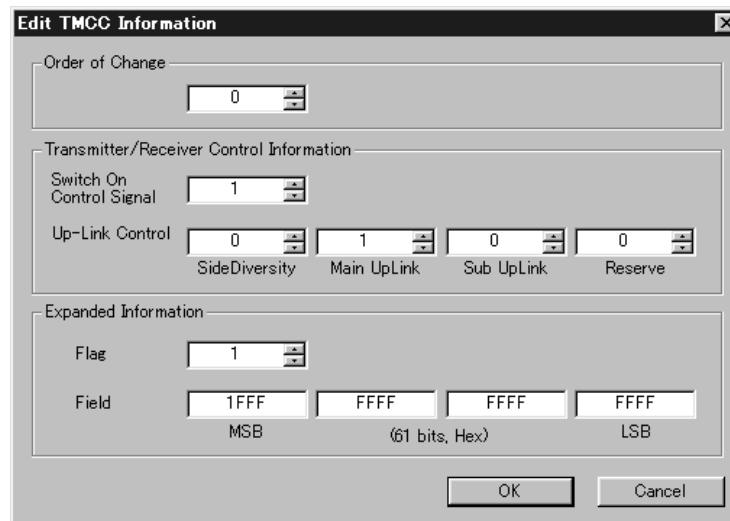 Edit TMCC Information
Order of Change
0
Transmitter/Receiver Control Information
Switch On
Control Signal
1
Up-Link Control
0 1 0 0
SideDiversity Main UpLink Sub UpLink Reserve
Expanded Information
Flag
1
Field
1FFF FFFF FFFF FFFF
MSB (61 bits, Hex) LSB
OK Cancel